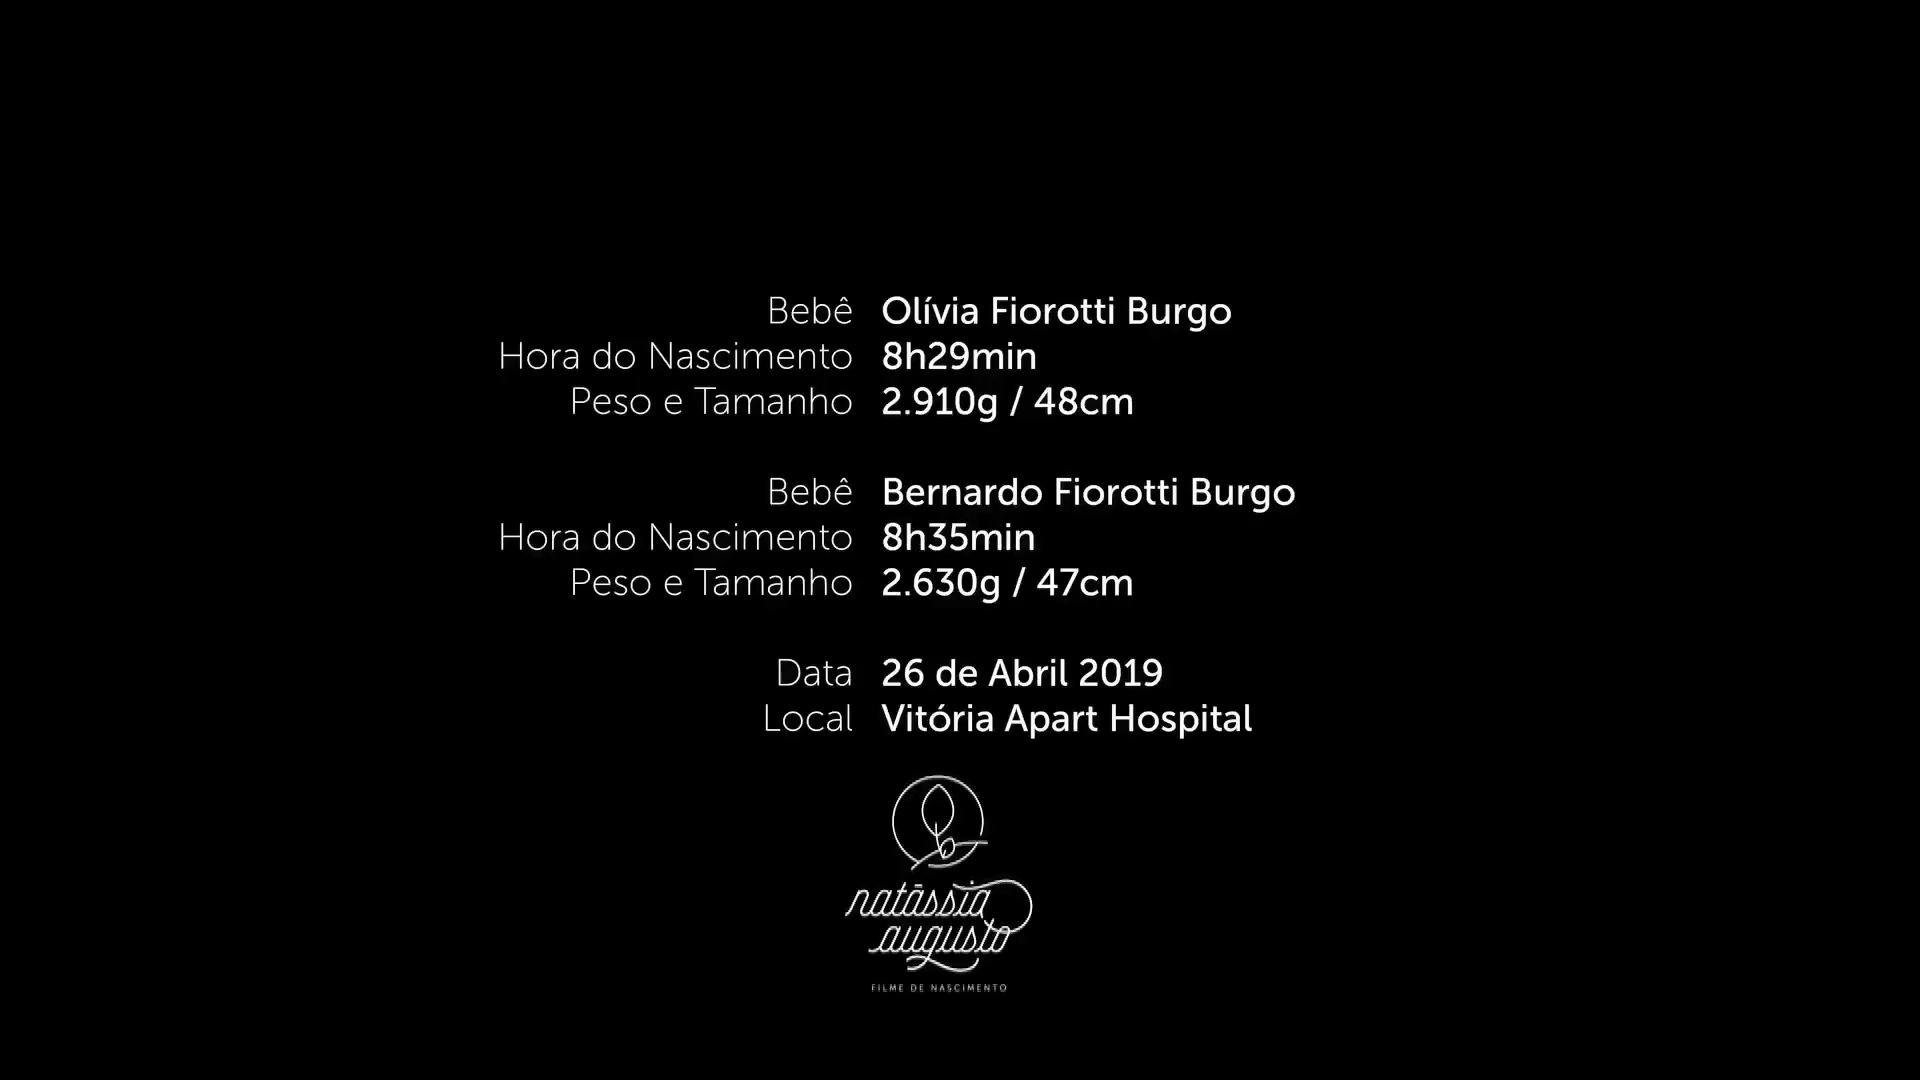 Bebê Olívia Fiorotti Burgo
Hora do Nascimento 8h29min
Peso e Tamanho 2.910g / 48cm
Bebê Bernardo Fiorotti Burgo
Hora do Nascimento 8h35min
Peso e Tamanho 2.630g / 47cm
Data 26 de Abril 2019
Local Vitória Apart Hospital
natássia
augusto
FILME DE NASCIMENTO